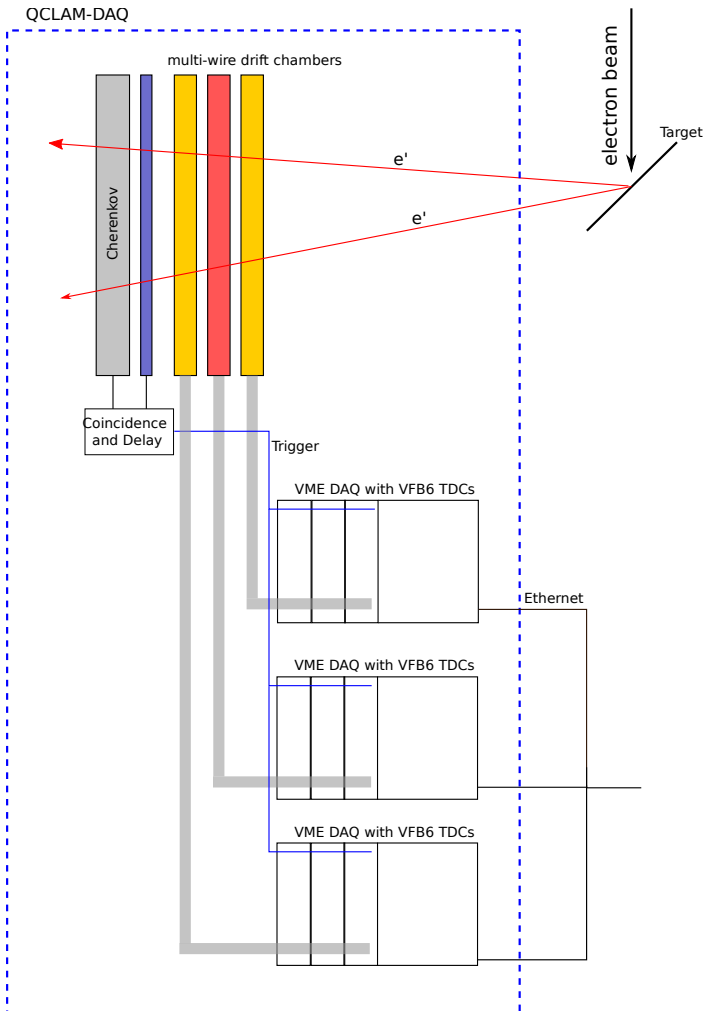 QCLAM-DAQ
multi-wire drift chambers
electron beam
Target
e'
e'
Cherenkov
Coincidence
and Delay
Trigger
VME DAQ with VFB6 TDCs
Ethernet
VME DAQ with VFB6 TDCs
VME DAQ with VFB6 TDCs